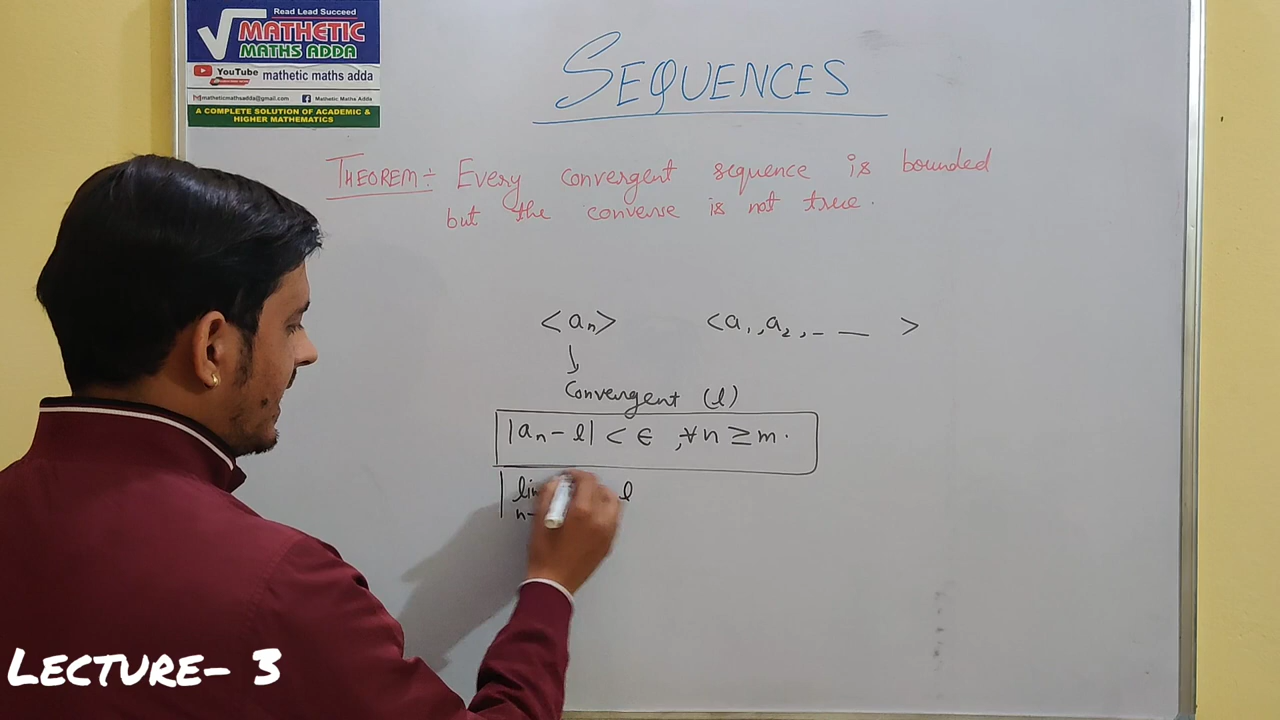 Read Lead Succeed
MATHETIC
MATHS ADDA
YouTube mathetic maths adda
matheticmathsadda@gmail.com Mathetic Maths Adda
A COMPLETE SOLUTION OF ACADEMIC &
HIGHER MATHEMATICS
SEQUENCES
THEOREM:- Every convergent sequence is bounded
but the converse is not true.
<aₙ> <a₁, a₂, - — >
↓
Convergent (l)
|aₙ - l| < ϵ, ∀ n ≥ m.
lim l
n→
LECTURE- 3